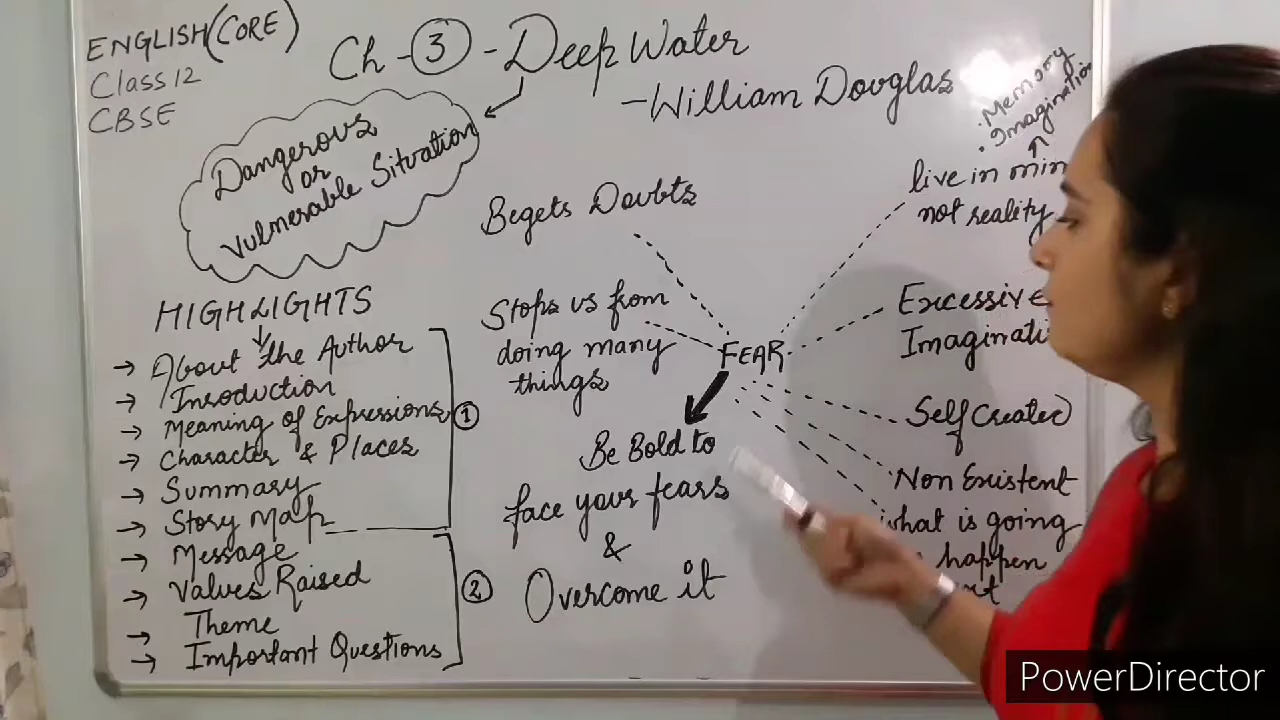 ENGLISH (CORE)
Class 12
CBSE
Ch - 3 - Deep Water
- William Douglas
Dangerous
or
Vulnerable Situation
HIGHLIGHTS
→ About the Author
→ Inroduction
→ Meaning of Expressions
→ Character & Places
→ Summary
→ Story Map
→ Message
→ Values Raised
→ Theme
→ Important Questions
1
2
Begets Doubts
Stops us from
doing many
things
FEAR
Be Bold to
face your fears
&
Overcome it
• Memory
• Imagination
live in min
not reality
Excessive
Imaginati
Self Created
Non Existent
what is going
happen
PowerDirector